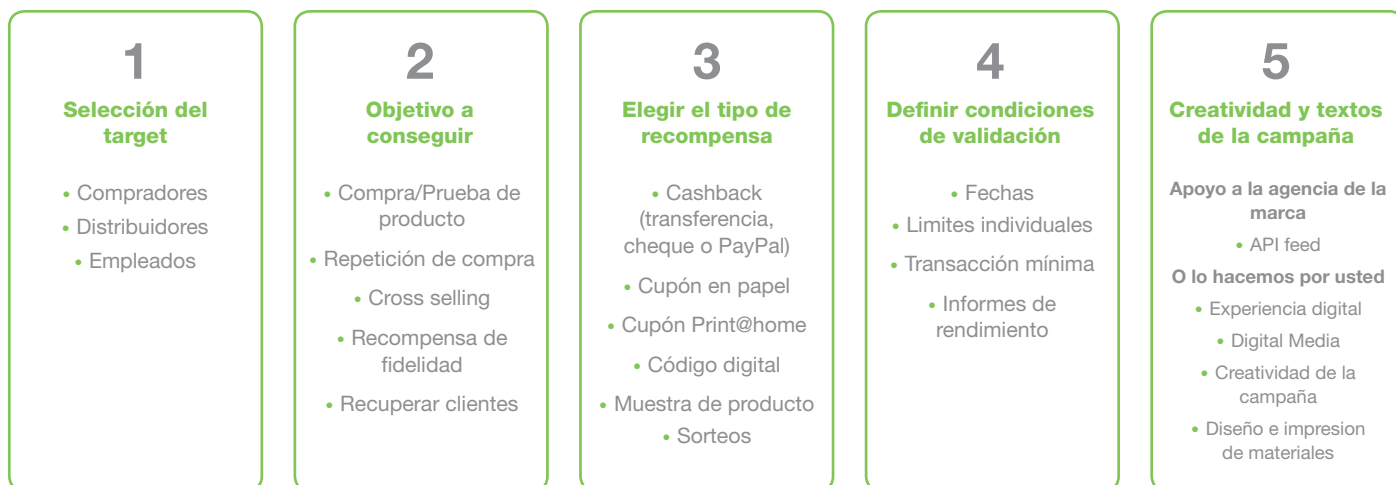 1
Selección del
target
• Compradores
• Distribuidores
• Empleados
2
Objetivo a
conseguir
• Compra/Prueba de
producto
• Repetición de compra
• Cross selling
• Recompensa de
fidelidad
• Recuperar clientes
3
Elegir el tipo de
recompensa
• Cashback
(transferencia,
cheque o PayPal)
• Cupón en papel
• Cupón Print@home
• Código digital
• Muestra de producto
• Sorteos
4
Definir condiciones
de validación
• Fechas
• Limites individuales
• Transacción mínima
• Informes de
rendimiento
5
Creatividad y textos
de la campaña
Apoyo a la agencia de la
marca
• API feed
O lo hacemos por usted
• Experiencia digital
• Digital Media
• Creatividad de la
campaña
• Diseño e impresion
de materiales